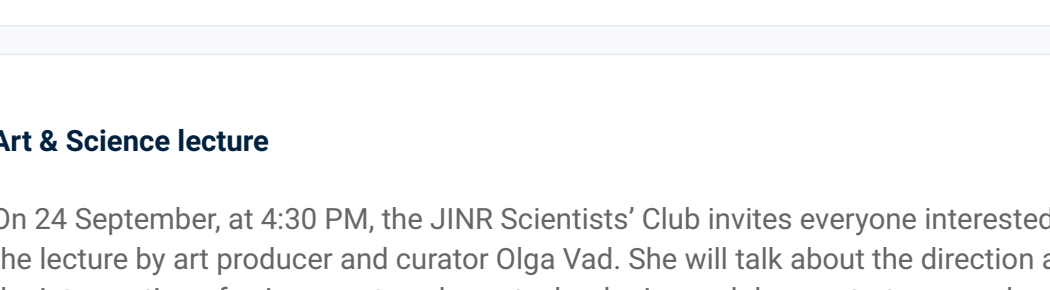 Art & Science lecture
On 24 September, at 4:30 PM, the JINR Scientists’ Club invites everyone interested
the lecture by art producer and curator Olga Vad. She will talk about the direction